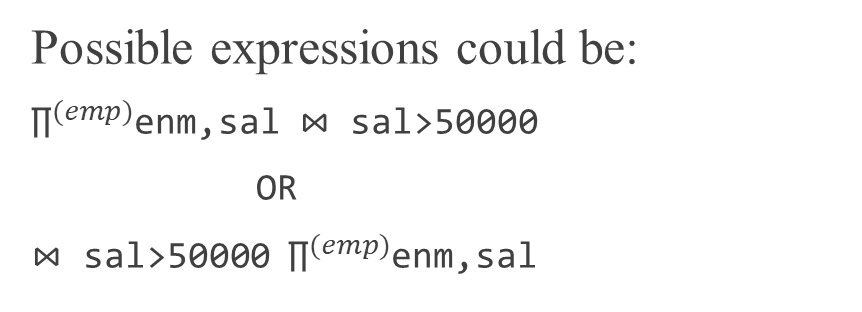 Possible expressions could be:
∏⁽ᵉᵐᵖ⁾enm,sal ⋈ sal>50000
OR
⋈ sal>50000 ∏⁽ᵉᵐᵖ⁾enm,sal